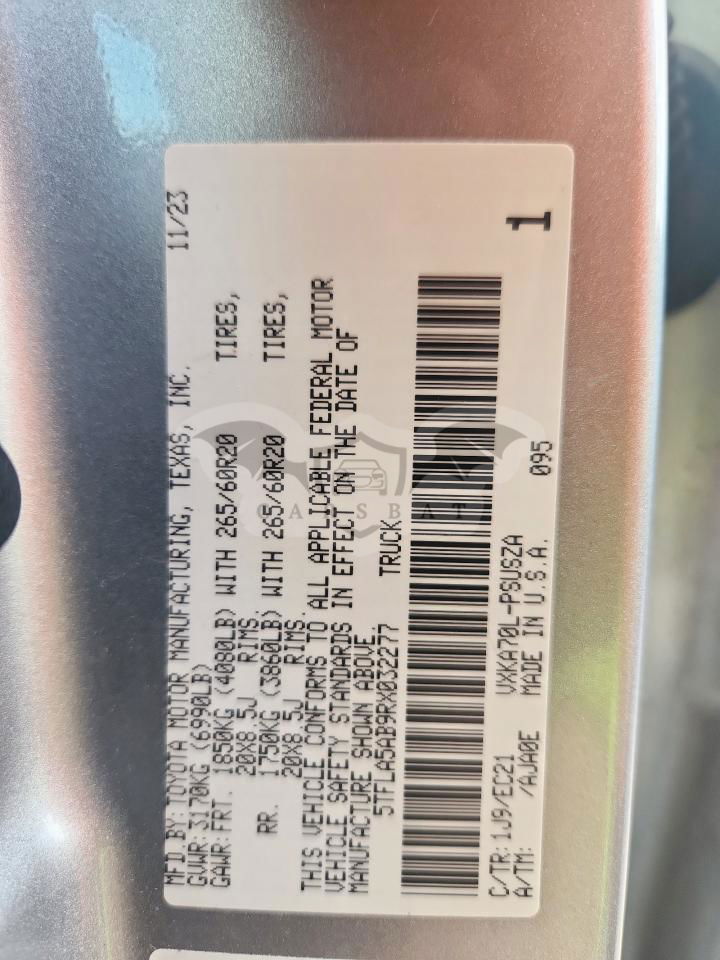 MFD.BY: TOYOTA MOTOR MANUFACTURING, TEXAS, INC. 11/23
GVWR: 3170KG (6990LB)
GAWR: FRT. 1850KG (4080LB) WITH 265/60R20 TIRES,
20X8.5J RIMS.
RR. 1750KG (3860LB) WITH 265/60R20 TIRES,
20X8.5J RIMS.
THIS VEHICLE CONFORMS TO ALL APPLICABLE FEDERAL MOTOR
VEHICLE SAFETY STANDARDS IN EFFECT ON THE DATE OF
MANUFACTURE SHOWN ABOVE.
5TFLA5AB9RX032277 TRUCK
1
C/TR: 1J9/EC21 VXKA70L-PSUSZA
A/TM: /AJA0E MADE IN U.S.A. 095
CARSBAT